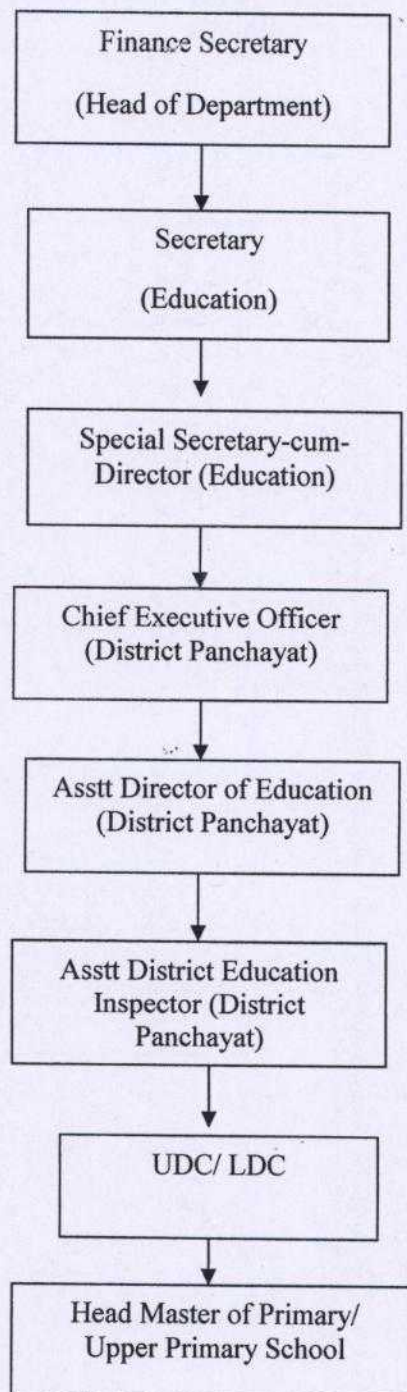 Finance Secretary
(Head of Department)
Secretary
(Education)
Special Secretary-cum-
Director (Education)
Chief Executive Officer
(District Panchayat)
Asstt Director of Education
(District Panchayat)
Asstt District Education
Inspector (District
Panchayat)
UDC/ LDC
Head Master of Primary/
Upper Primary School